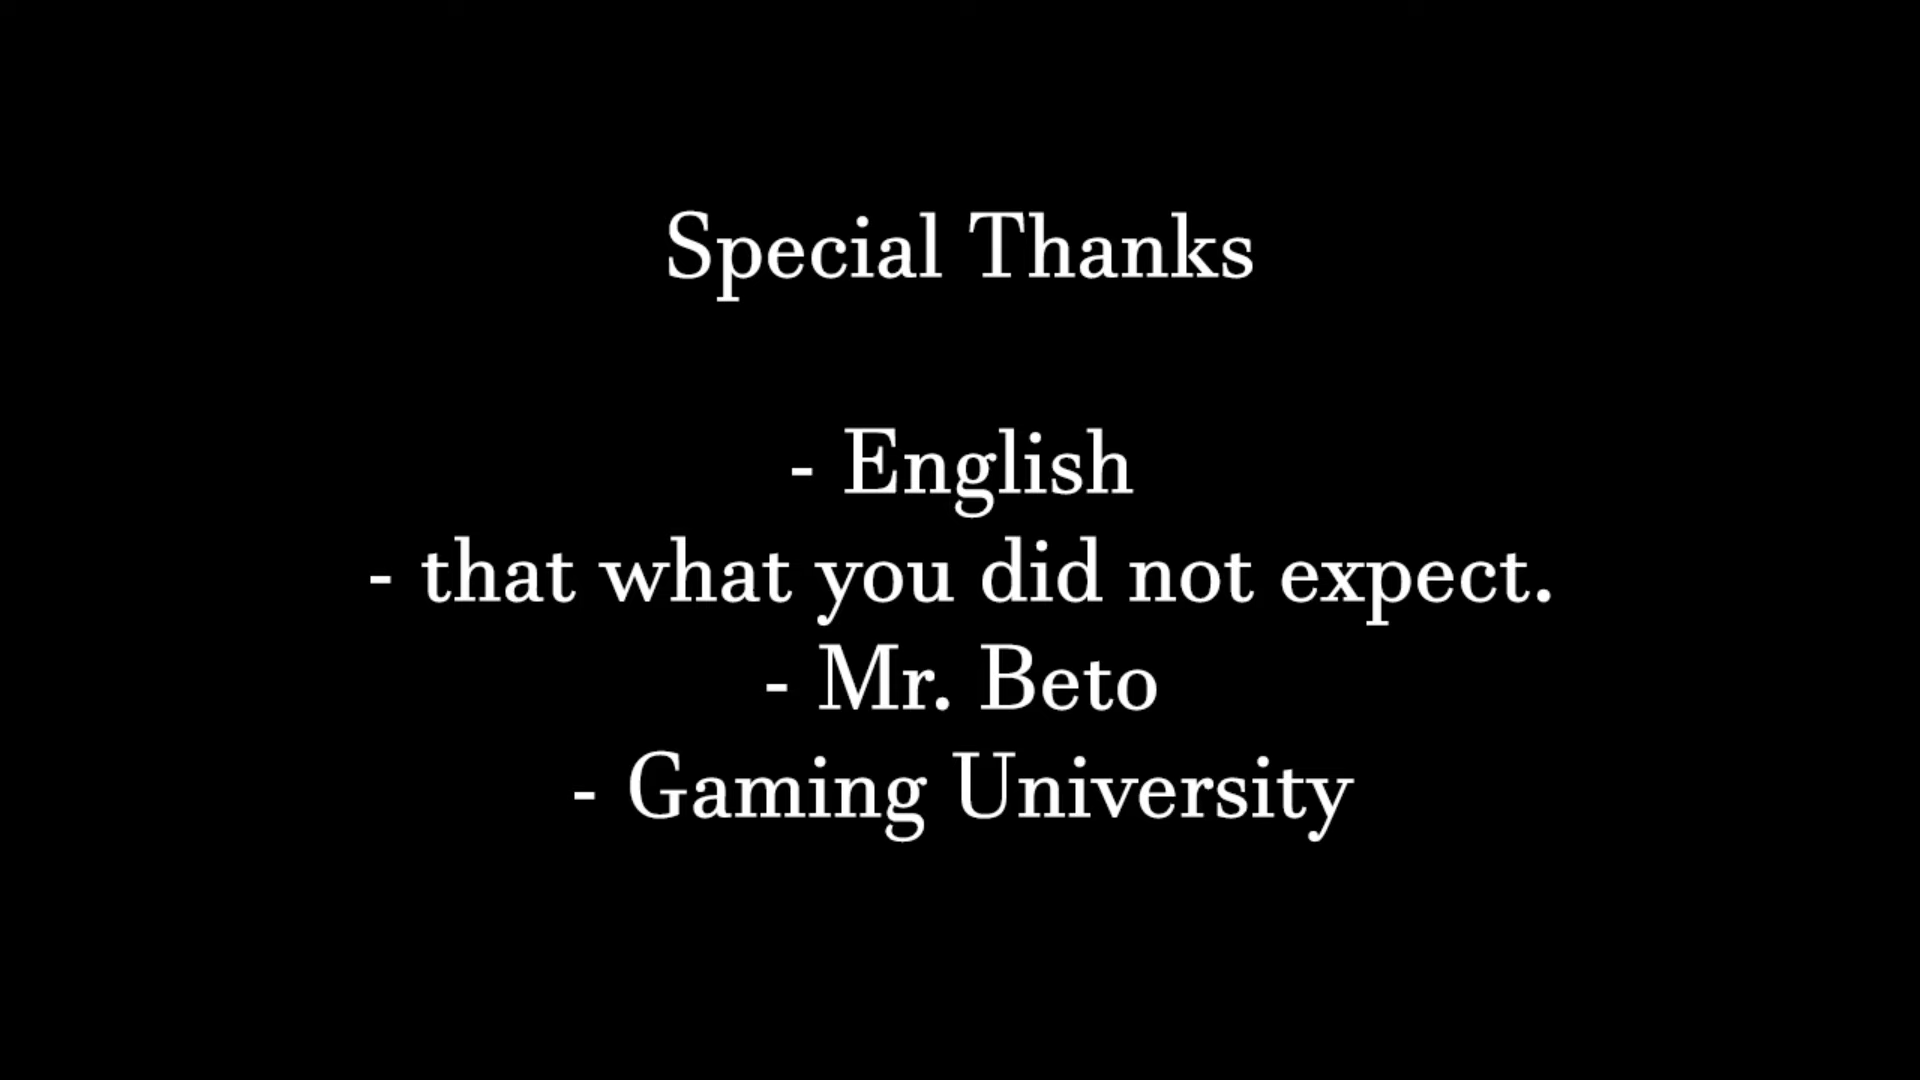 Special Thanks
- English
- that what you did not expect.
- Mr. Beto
- Gaming University